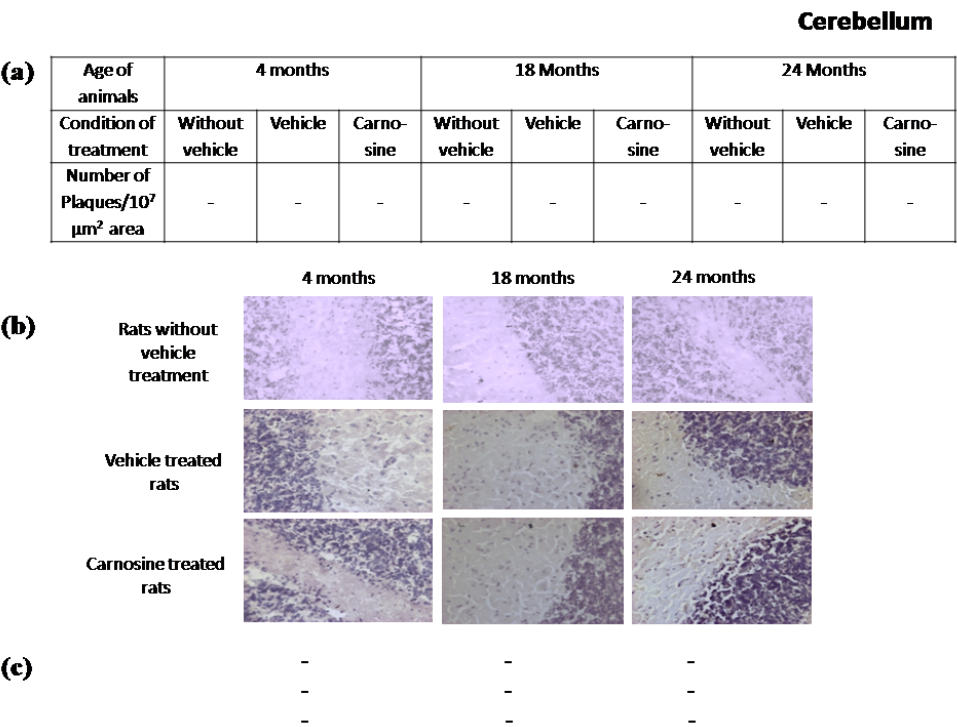 Cerebellum
(a)
Age of animals 4 months 18 Months 24 Months
Condition of treatment Without vehicle Vehicle Carno-sine Without vehicle Vehicle Carno-sine Without vehicle Vehicle Carno-sine
Number of Plaques/10⁷ µm² area - - - - - - - - -
4 months 18 months 24 months
(b)
Rats without
vehicle
treatment
Vehicle treated
rats
Carnosine treated
rats
(c)
- - -
- - -
- - -